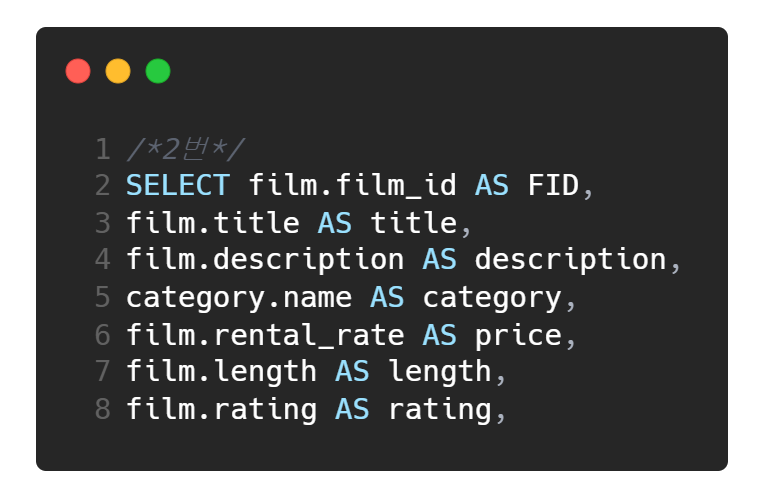 1 /*2번*/
2 SELECT film.film_id AS FID,
3 film.title AS title,
4 film.description AS description,
5 category.name AS category,
6 film.rental_rate AS price,
7 film.length AS length,
8 film.rating AS rating,